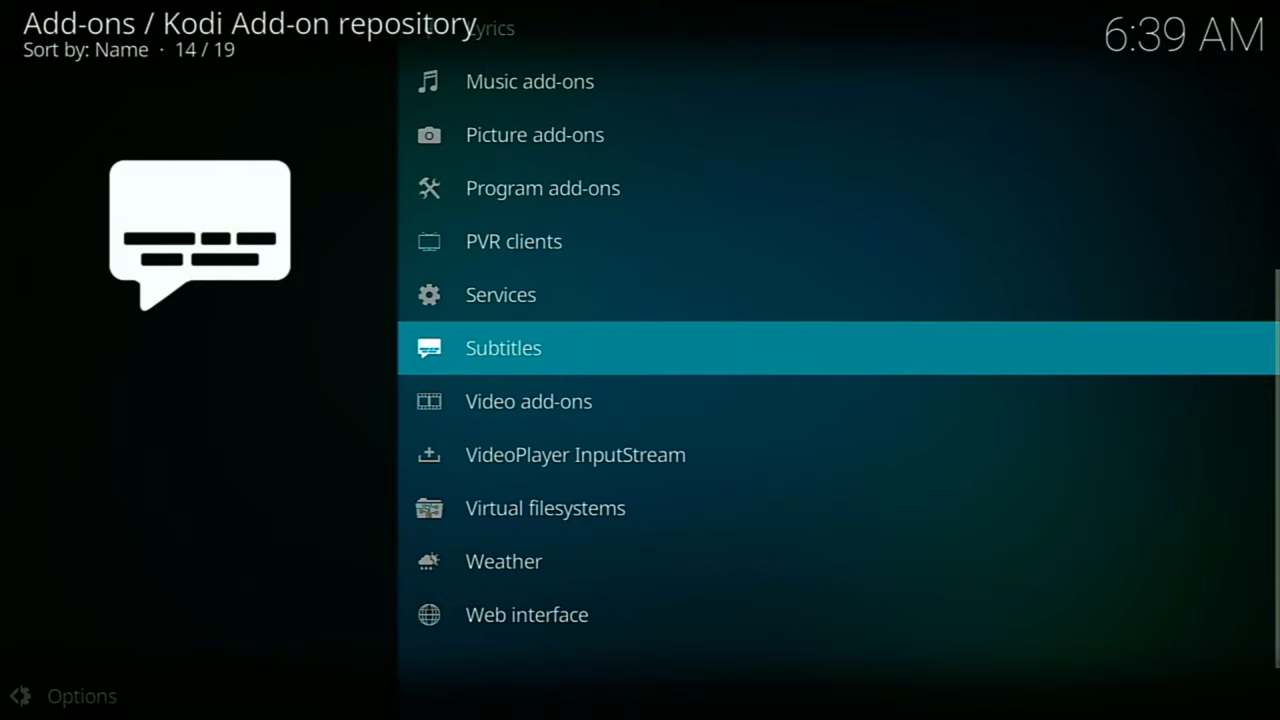 Add-ons / Kodi Add-on repository
Sort by: Name · 14 / 19
6:39 AM
Lyrics
Music add-ons
Picture add-ons
Program add-ons
PVR clients
Services
Subtitles
Video add-ons
VideoPlayer InputStream
Virtual filesystems
Weather
Web interface
Options